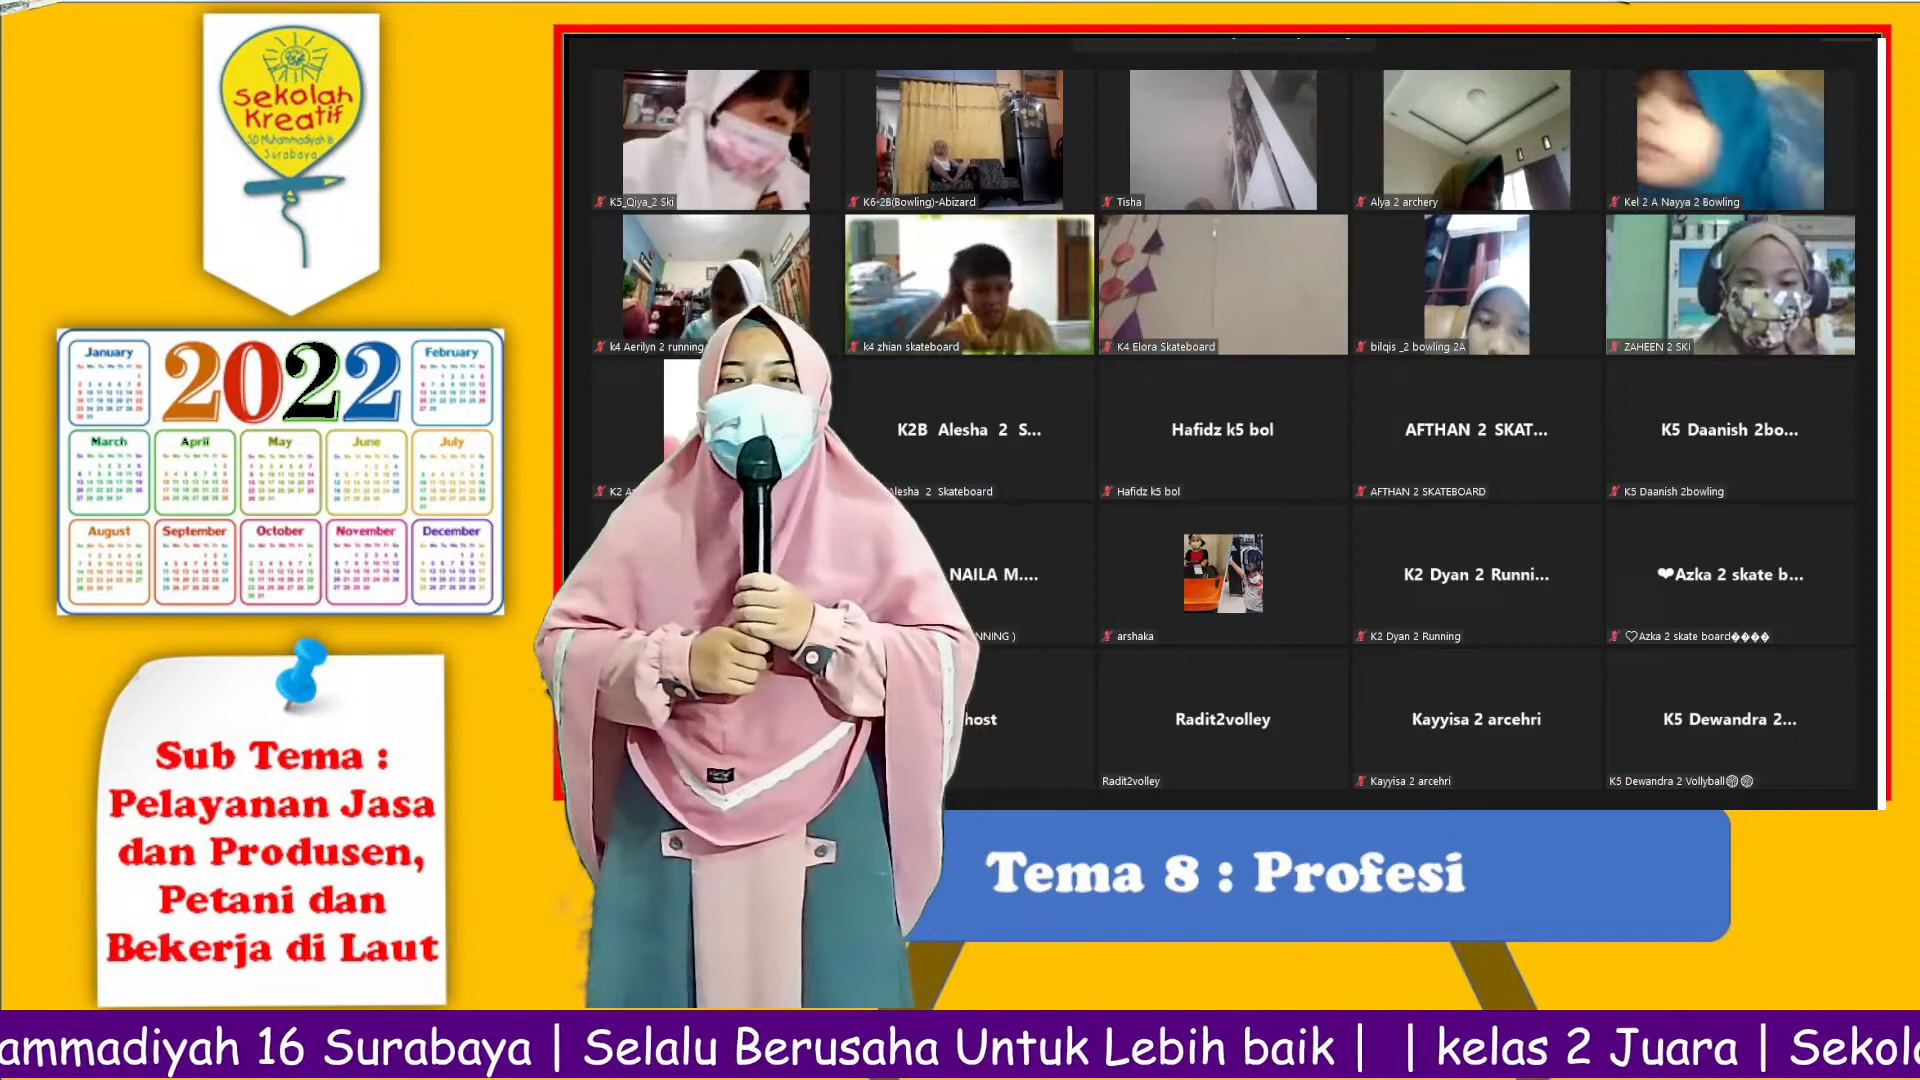 sekolah
kreatif
SD Muhammadiyah 16
Surabaya
January
2022
February
March
April
May
June
July
August
September
October
November
December
Sub Tema :
Pelayanan Jasa
dan Produsen,
Petani dan
Bekerja di Laut
K5_Qiya_2 Ski
K6-2B(Bowling)-Abizard
Tisha
Alya 2 archery
Kel 2 A Nayya 2 Bowling
k4 Aerilyn 2 running
k4 zhian skateboard
K4 Elora Skateboard
bilqis _2 bowling 2A
ZAHEEN 2 SKI
K2B Alesha 2 S...
Hafidz k5 bol
AFTHAN 2 SKAT...
K5 Daanish 2bo...
K2 A
Alesha 2 Skateboard
Hafidz k5 bol
AFTHAN 2 SKATEBOARD
K5 Daanish 2bowling
NAILA M....
K2 Dyan 2 Runni...
❤Azka 2 skate b...
NNING )
arshaka
K2 Dyan 2 Running
♡Azka 2 skate board����
host
Radit2volley
Kayyisa 2 arcehri
K5 Dewandra 2...
Radit2volley
Kayyisa 2 arcehri
K5 Dewandra 2 Vollyball🏐🏐
Tema 8 : Profesi
ammadiyah 16 Surabaya | Selalu Berusaha Untuk Lebih baik | | kelas 2 Juara | Sekol